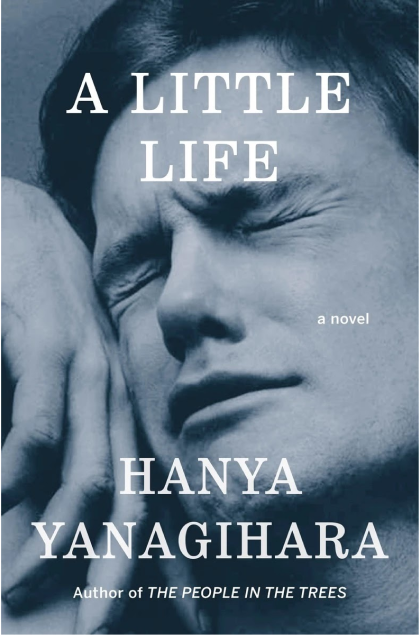 A LITTLE
LIFE
a novel
HANYA
YANAGIHARA
Author of THE PEOPLE IN THE TREES